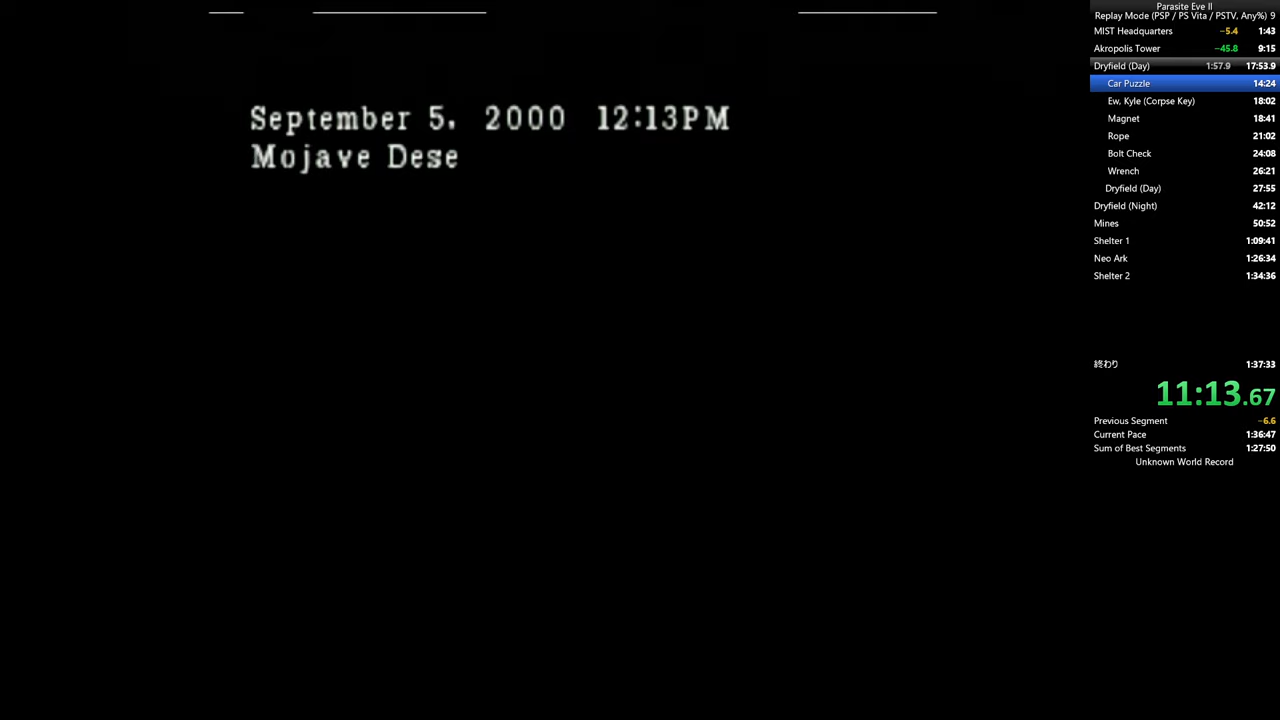 September 5, 2000 12:13PM
Mojave Dese
Parasite Eve II
Replay Mode (PSP / PS Vita / PSTV, Any%) 9
MIST Headquarters −5.4 1:43
Akropolis Tower −45.8 9:15
Dryfield (Day) 1:57.9 17:53.9
Car Puzzle 14:24
Ew, Kyle (Corpse Key) 18:02
Magnet 18:41
Rope 21:02
Bolt Check 24:08
Wrench 26:21
Dryfield (Day) 27:55
Dryfield (Night) 42:12
Mines 50:52
Shelter 1 1:09:41
Neo Ark 1:26:34
Shelter 2 1:34:36
終わり 1:37:33
11:13.67
Previous Segment −6.6
Current Pace 1:36:47
Sum of Best Segments 1:27:50
Unknown World Record